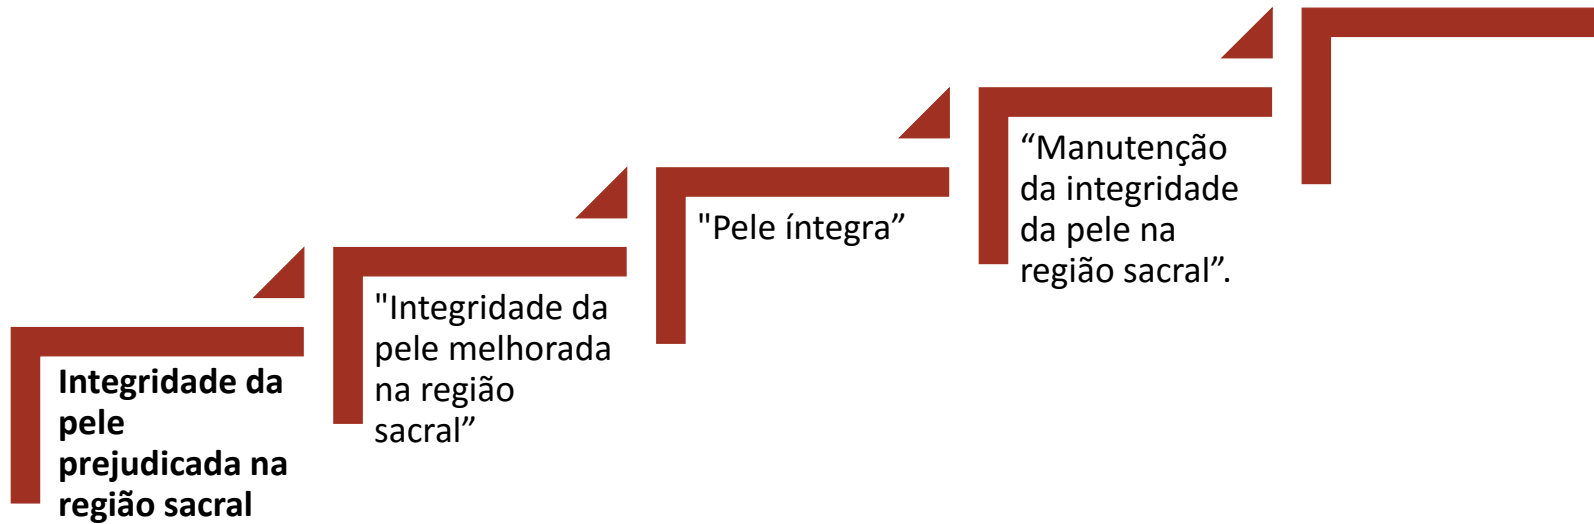 Integridade da
pele
prejudicada na
região sacral
"Integridade da
pele melhorada
na região
sacral”
"Pele íntegra”
“Manutenção
da integridade
da pele na
região sacral”.